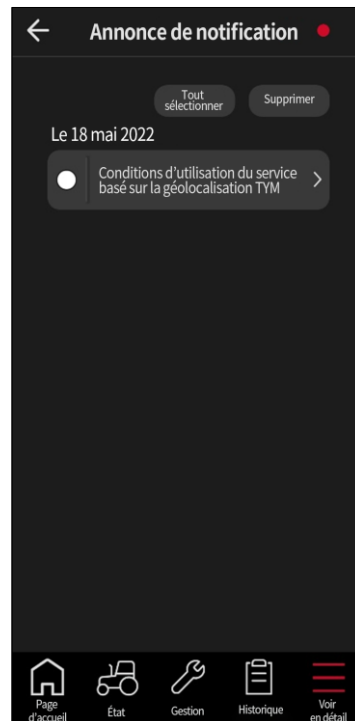 Annonce de notification
Tout
sélectionner
Supprimer
Le 18 mai 2022
Conditions d'utilisation du service
basé sur la géolocalisation TYM
Page
d'accueil
État
Gestion
Historique
Voir
en détail